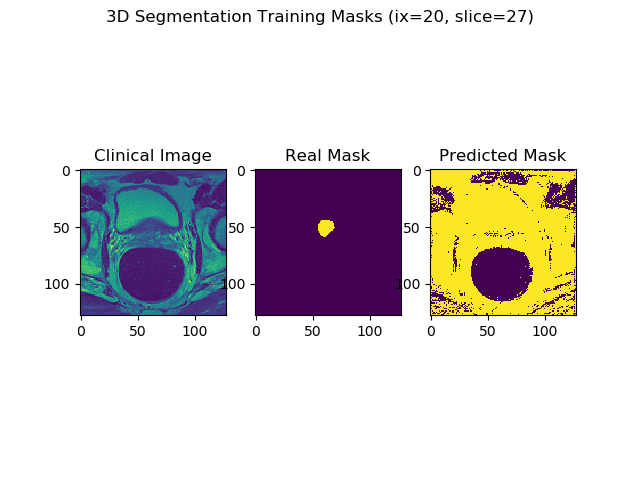 3D Segmentation Training Masks (ix=20, slice=27)
Clinical Image Real Mask Predicted Mask
0 0 0
50 50 50
100 100 100
0 50 100 0 50 100 0 50 100